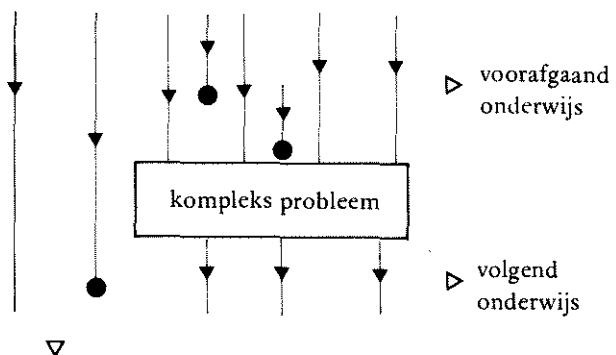 voorafgaand
onderwijs
kompleks probleem
volgend
onderwijs